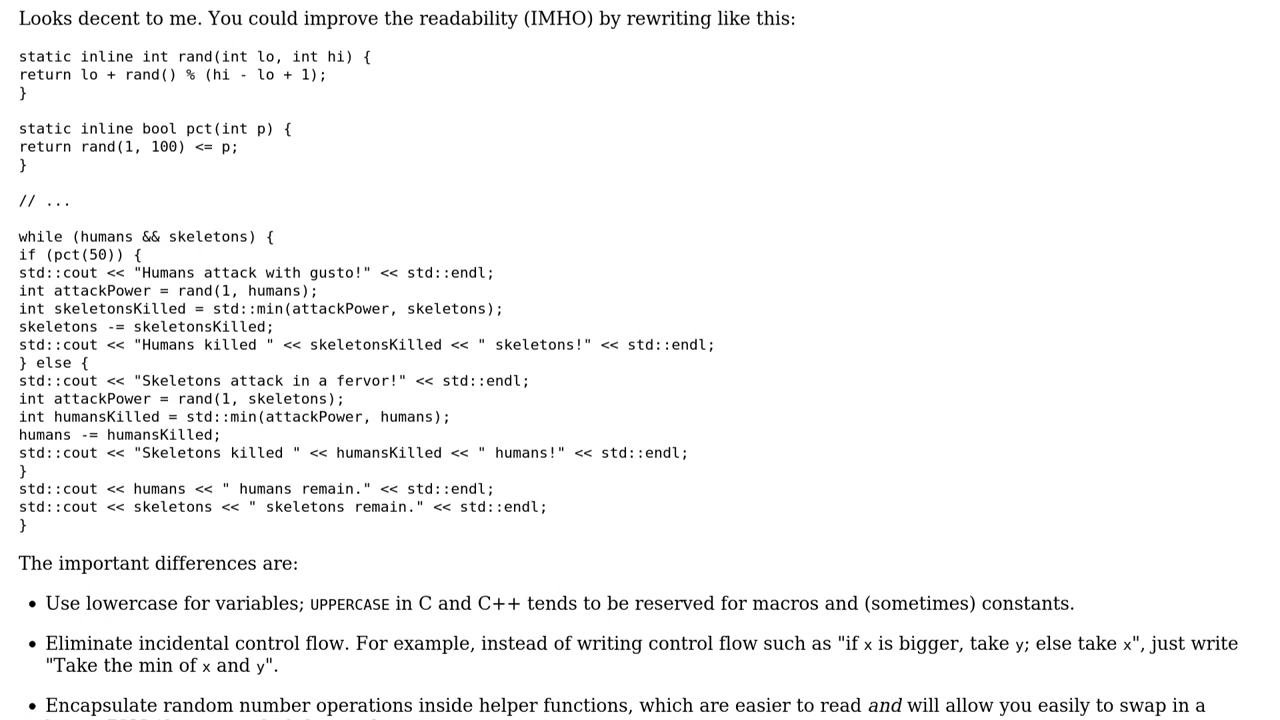 Looks decent to me. You could improve the readability (IMHO) by rewriting like this:
static inline int rand(int lo, int hi) {
return lo + rand() % (hi - lo + 1);
}
static inline bool pct(int p) {
return rand(1, 100) <= p;
}
// ...
while (humans && skeletons) {
if (pct(50)) {
std::cout << "Humans attack with gusto!" << std::endl;
int attackPower = rand(1, humans);
int skeletonsKilled = std::min(attackPower, skeletons);
skeletons -= skeletonsKilled;
std::cout << "Humans killed " << skeletonsKilled << " skeletons!" << std::endl;
} else {
std::cout << "Skeletons attack in a fervor!" << std::endl;
int attackPower = rand(1, skeletons);
int humansKilled = std::min(attackPower, humans);
humans -= humansKilled;
std::cout << "Skeletons killed " << humansKilled << " humans!" << std::endl;
}
std::cout << humans << " humans remain." << std::endl;
std::cout << skeletons << " skeletons remain." << std::endl;
}
The important differences are:
• Use lowercase for variables; UPPERCASE in C and C++ tends to be reserved for macros and (sometimes) constants.
• Eliminate incidental control flow. For example, instead of writing control flow such as "if x is bigger, take y; else take x", just write
"Take the min of x and y".
• Encapsulate random number operations inside helper functions, which are easier to read and will allow you easily to swap in a